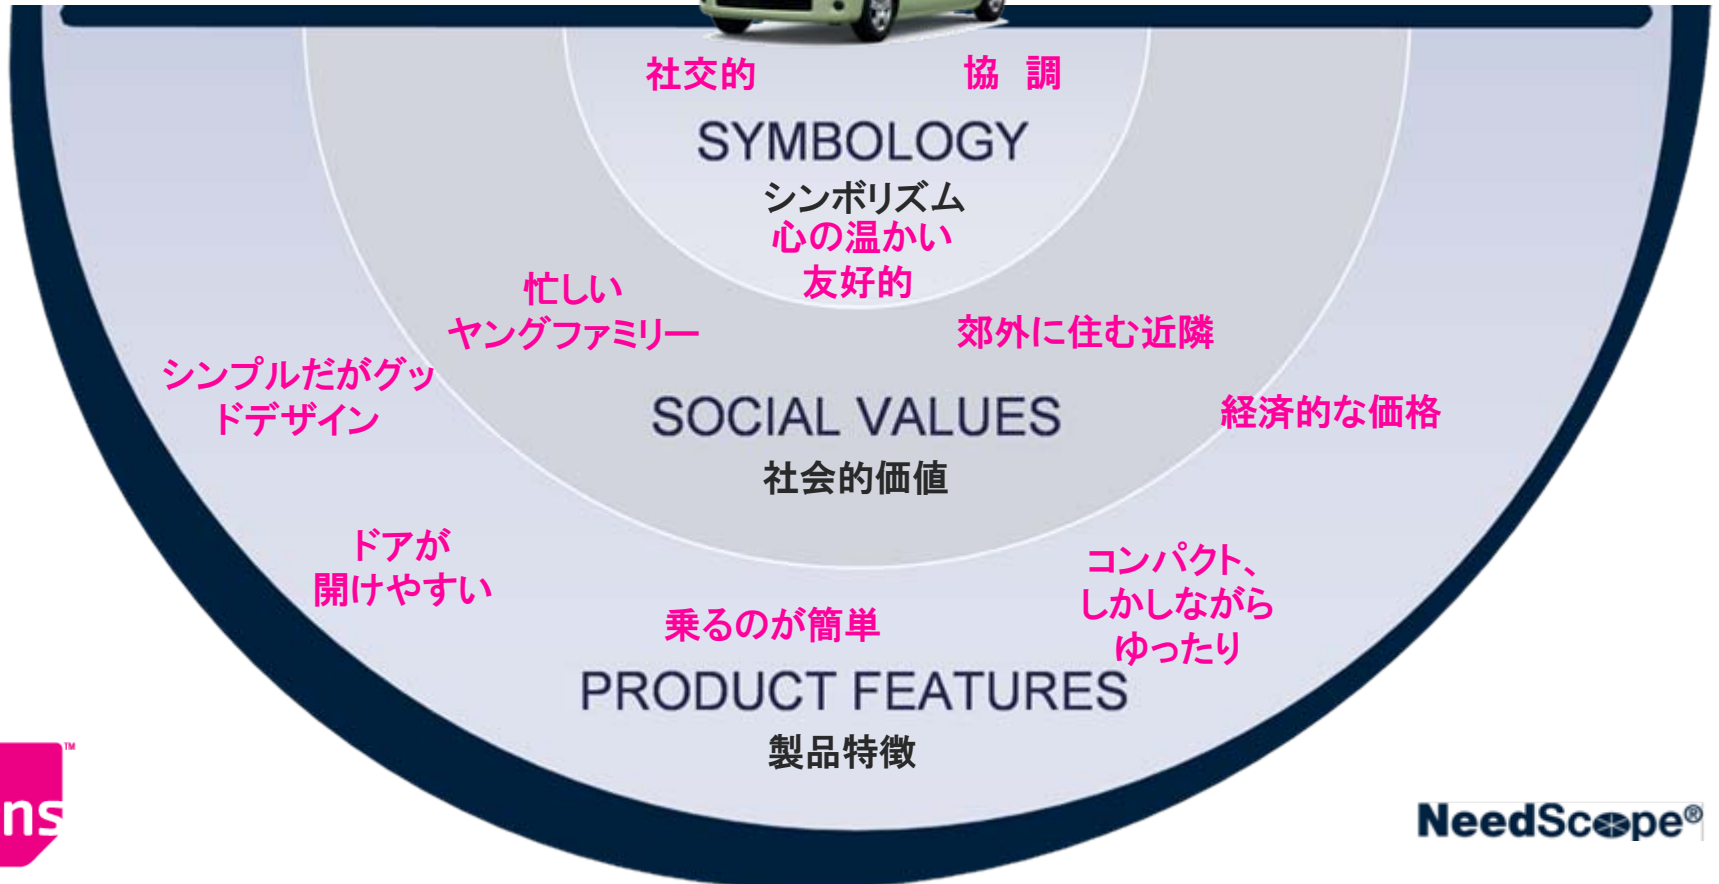 社交的
協 調
SYMBOLOGY
シンボリズム
心の温かい
友好的
忙しい
ヤングファミリー
郊外に住む近隣
シンプルだがグッ
ドデザイン
SOCIAL VALUES
経済的な価格
社会的価値
ドアが
開けやすい
コンパクト、
しかしながら
ゆったり
乗るのが簡単
PRODUCT FEATURES
製品特徴
ns
™
NeedScope®